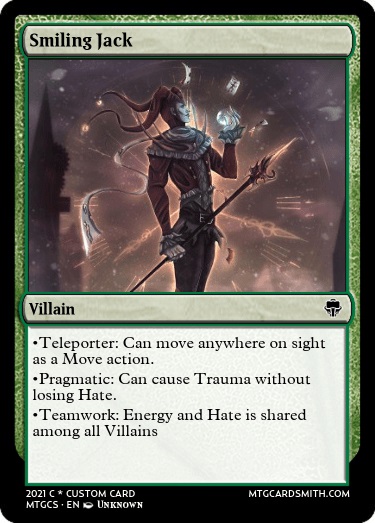 Smiling Jack
Villain
•Teleporter: Can move anywhere on sight
as a Move action.
•Pragmatic: Can cause Trauma without
losing Hate.
•Teamwork: Energy and Hate is shared
among all Villains
2021 C * CUSTOM CARD
MTGCS • EN Unknown
MTGCARDSMITH.COM